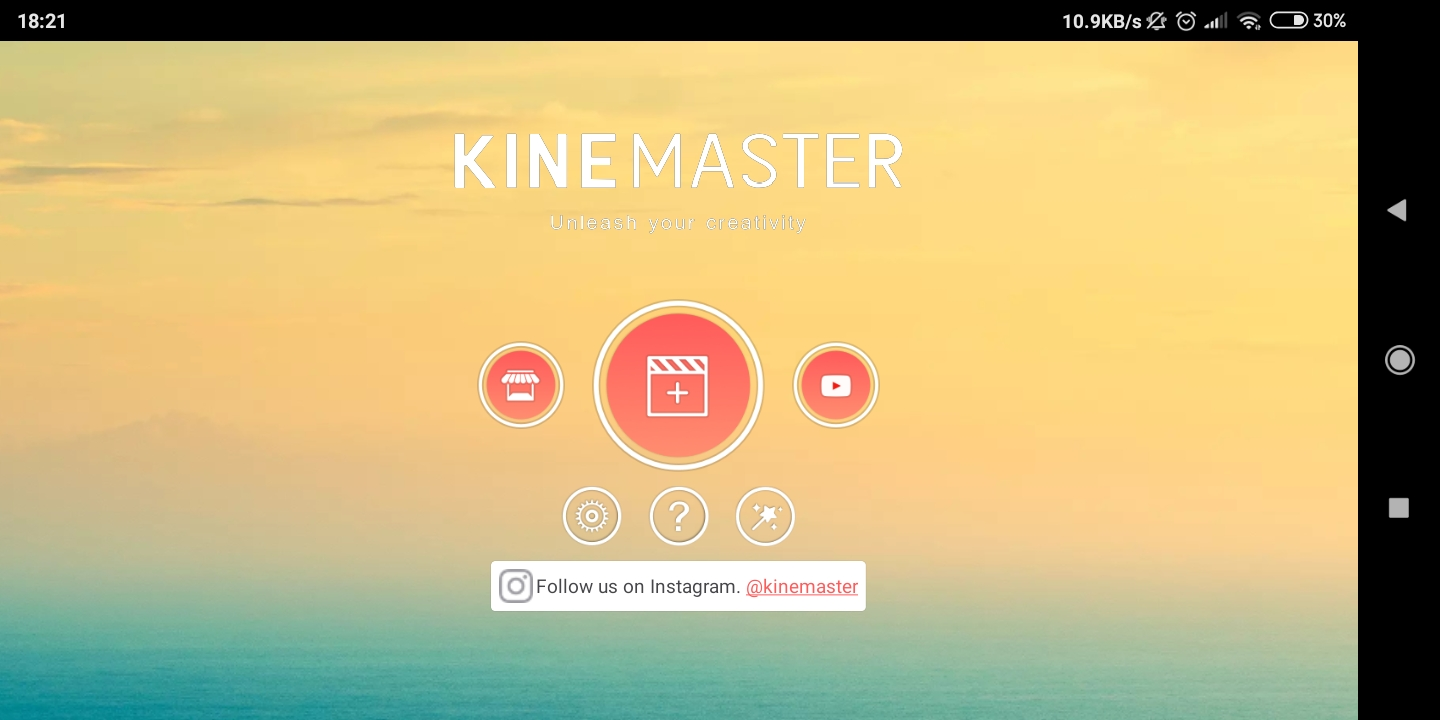 18:21
10.9KB/s 30%
KINEMASTER
Unleash your creativity
?
Follow us on Instagram. @kinemaster